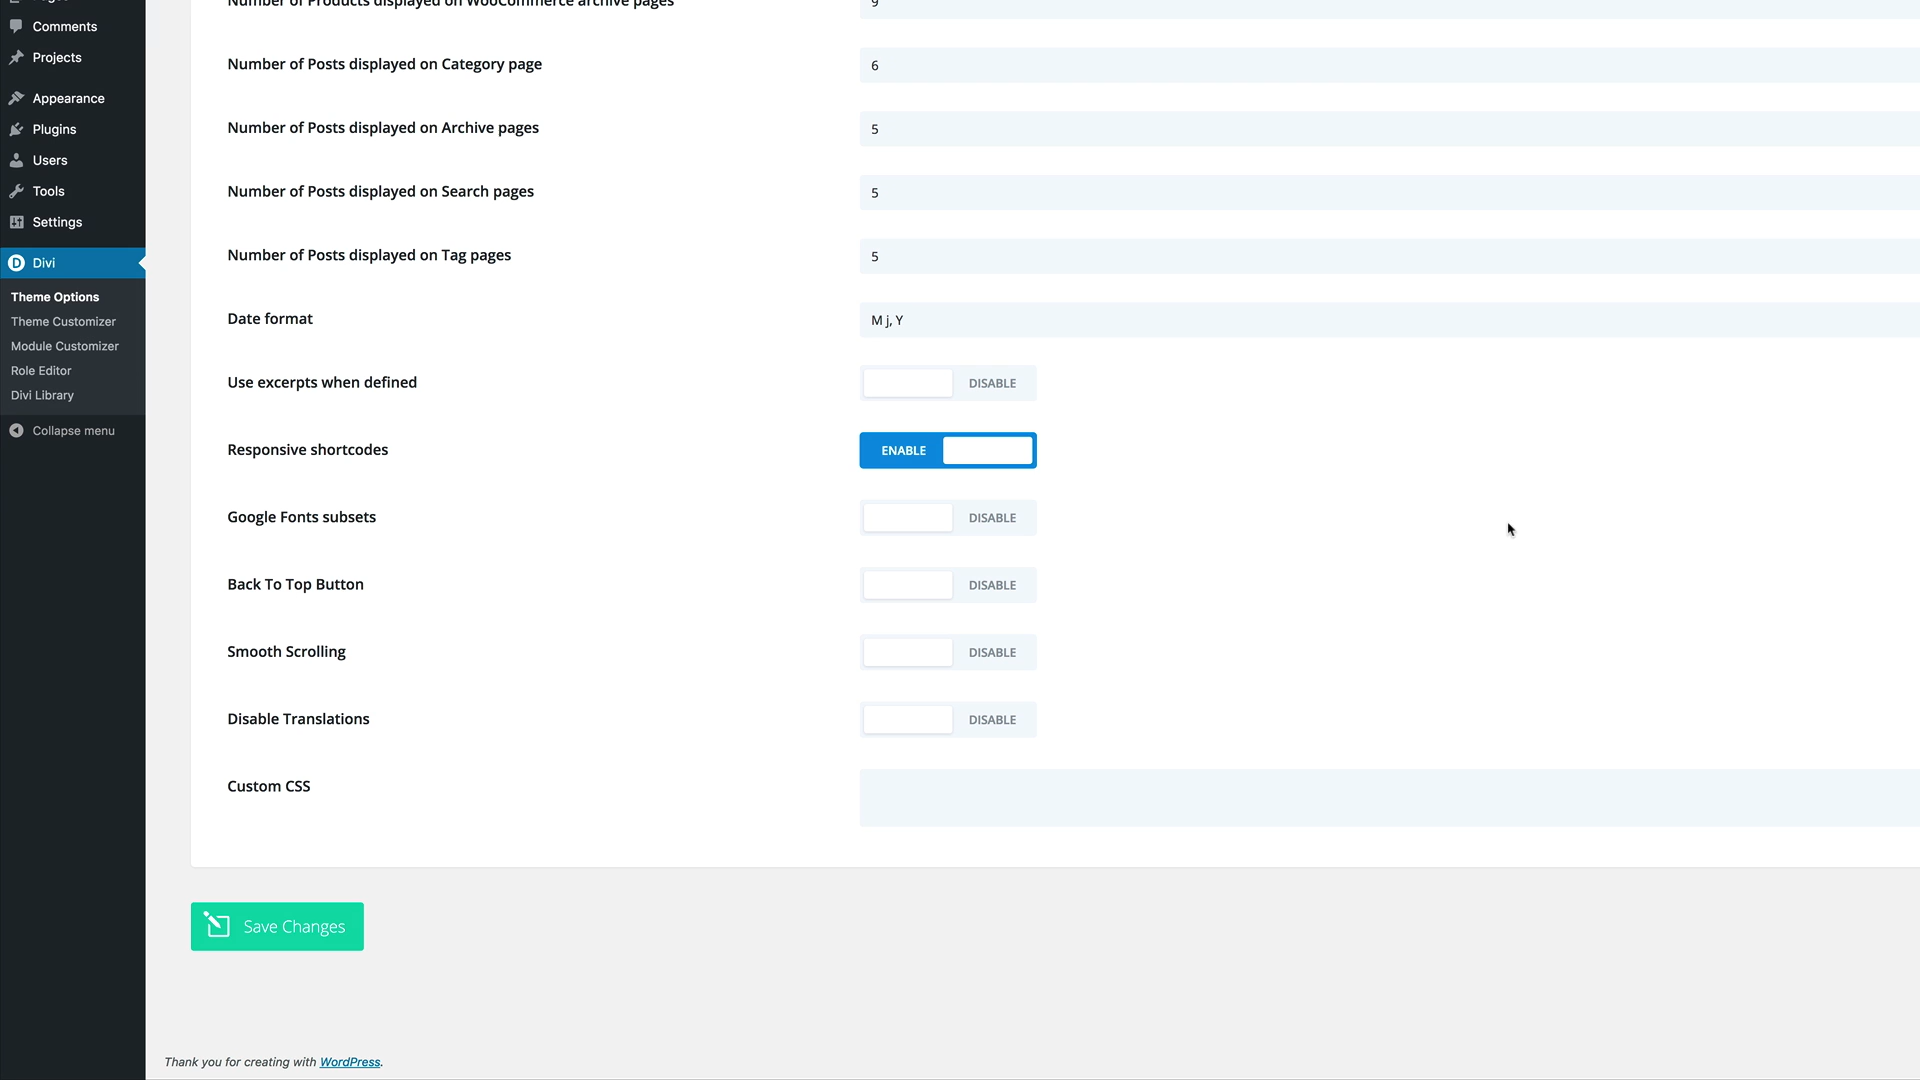 Comments
Projects
Appearance
Plugins
Users
Tools
Settings
Divi
Theme Options
Theme Customizer
Module Customizer
Role Editor
Divi Library
Collapse menu
Number of Products displayed on WooCommerce archive pages
9
Number of Posts displayed on Category page
6
Number of Posts displayed on Archive pages
5
Number of Posts displayed on Search pages
5
Number of Posts displayed on Tag pages
5
Date format
M j, Y
Use excerpts when defined
DISABLE
Responsive shortcodes
ENABLE
Google Fonts subsets
DISABLE
Back To Top Button
DISABLE
Smooth Scrolling
DISABLE
Disable Translations
DISABLE
Custom CSS
Save Changes
Thank you for creating with WordPress.